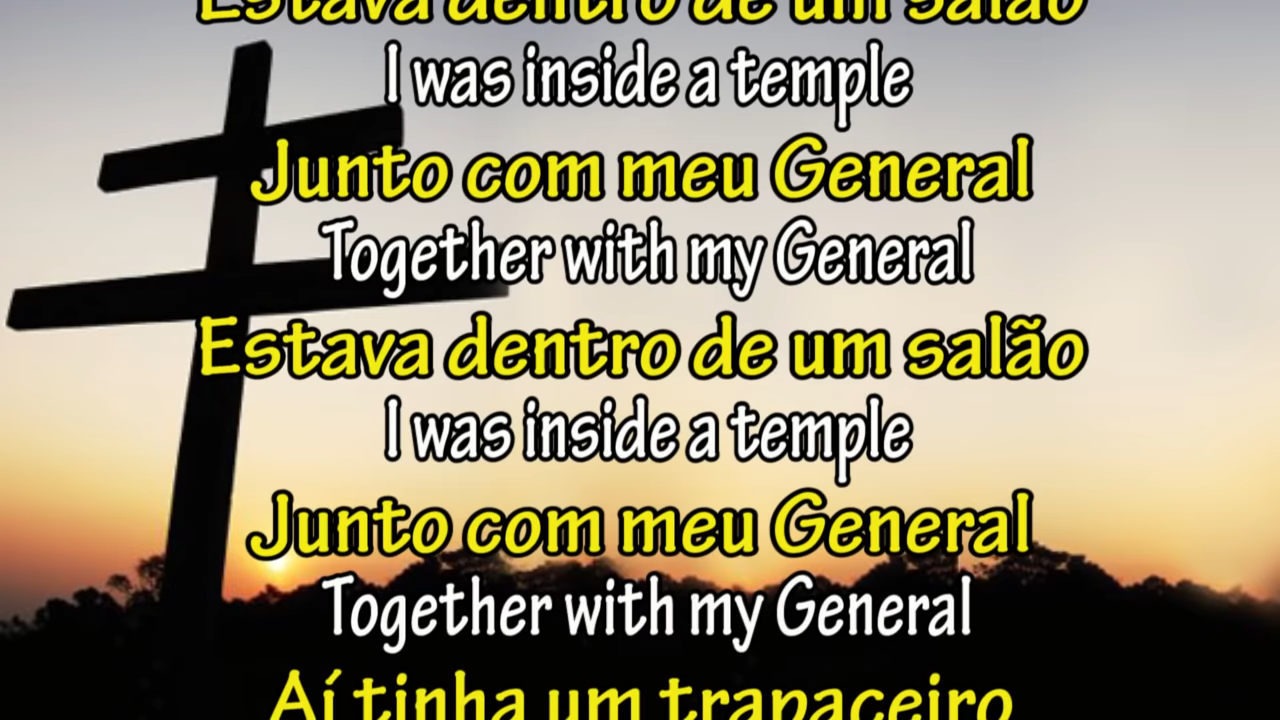 Estava dentro de um salão
I was inside a temple
Junto com meu General
Together with my General
Estava dentro de um salão
I was inside a temple
Junto com meu General
Together with my General
Aí tinha um trapaceiro